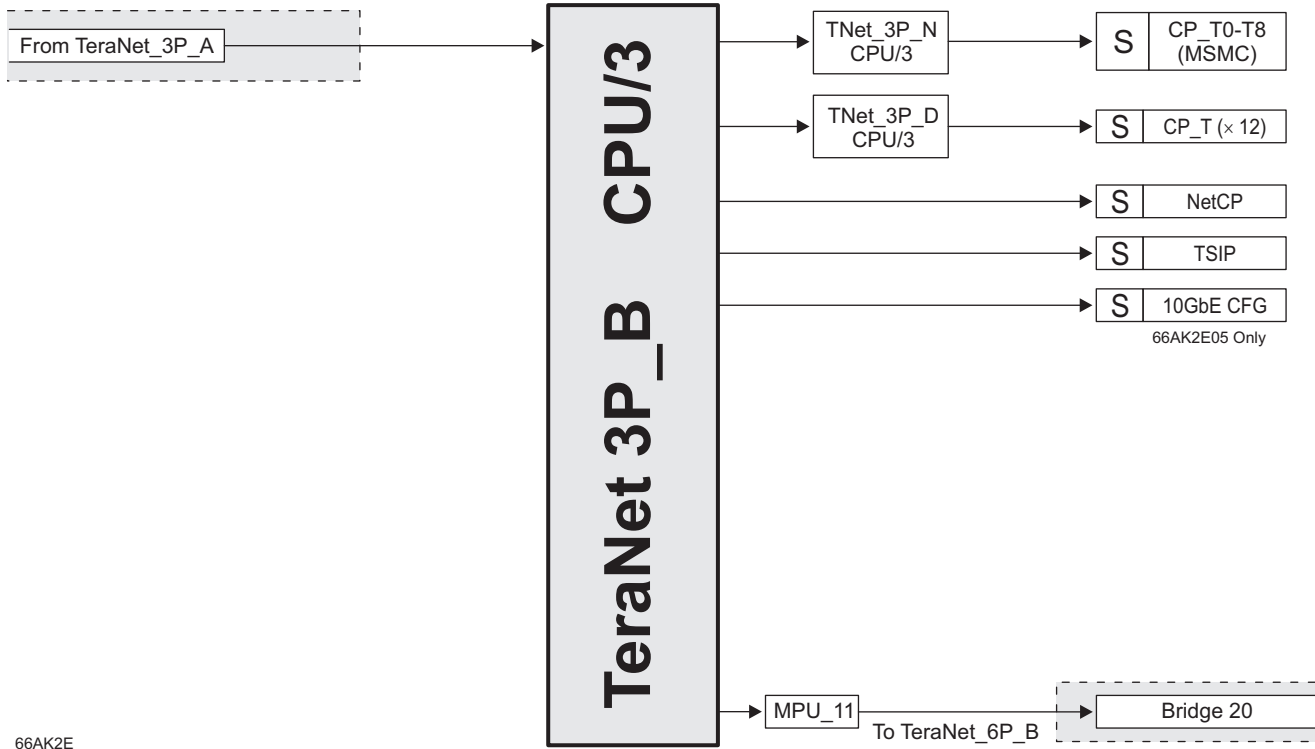 From TeraNet_3P_A
TeraNet 3P_B CPU/3
TNet_3P_N
CPU/3
S
CP_T0-T8
(MSMC)
TNet_3P_D
CPU/3
S
CP_T (× 12)
S
NetCP
S
TSIP
S
10GbE CFG
66AK2E05 Only
MPU_11
To TeraNet_6P_B
Bridge 20
66AK2E